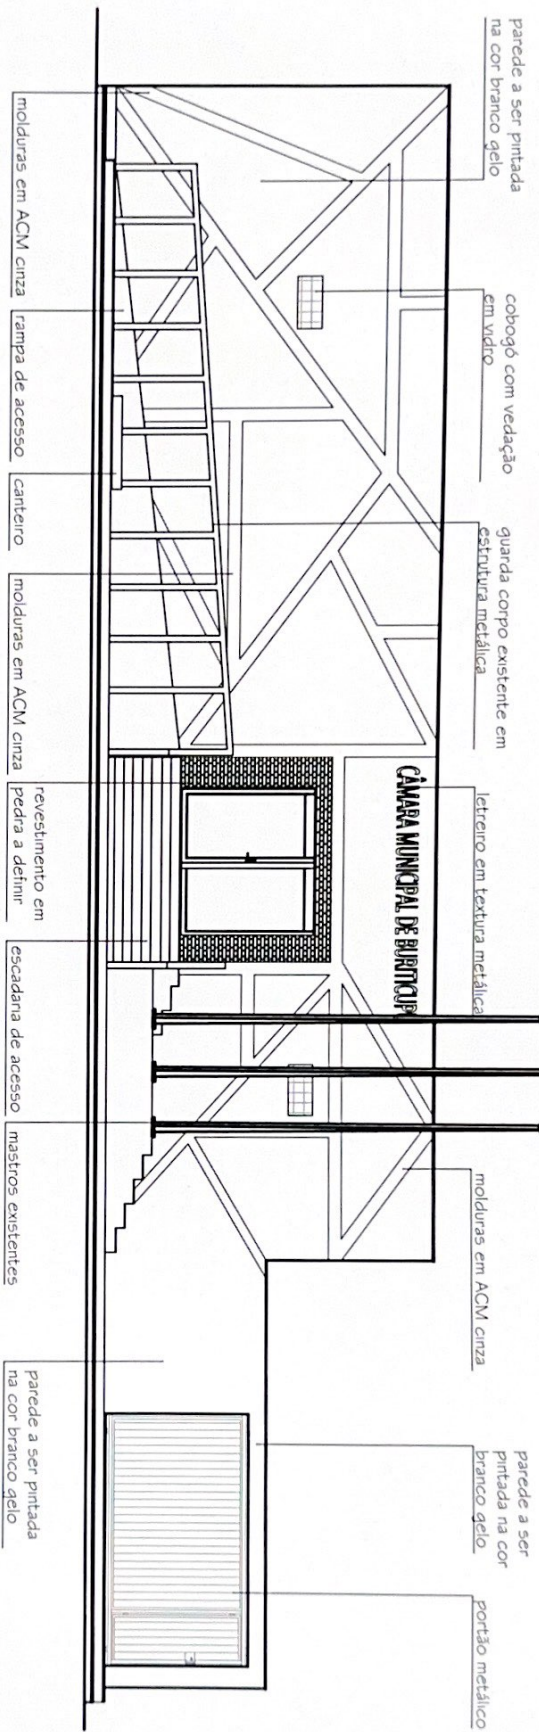 parede a ser pintada
na cor branco gelo
cobogó com vedação
em vidro
guarda corpo existente em
estrutura metálica
letreiro em textura metálica
molduras em ACM cinza
parede a ser
pintada na cor
branco gelo
portão metálico
CÂMARA MUNICIPAL DE BURITICUPU
molduras em ACM cinza
rampa de acesso
canteiro
molduras em ACM cinza
revestimento em
pedra a definir
escadaria de acesso
mastros existentes
parede a ser pintada
na cor branco gelo